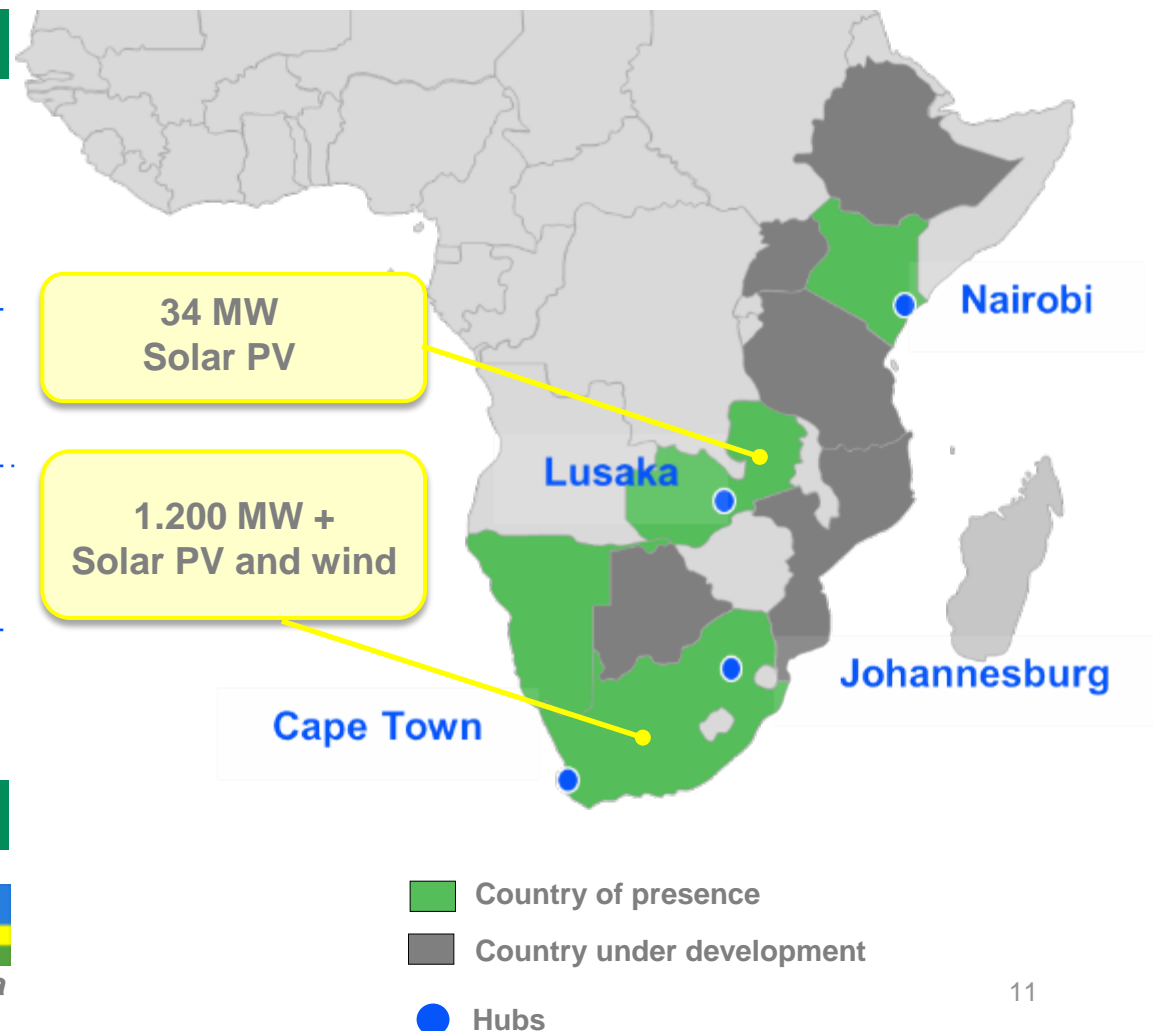 34 MW
Solar PV
Nairobi
Lusaka
1.200 MW +
Solar PV and wind
Johannesburg
Cape Town
Country of presence
Country under development
Hubs
11